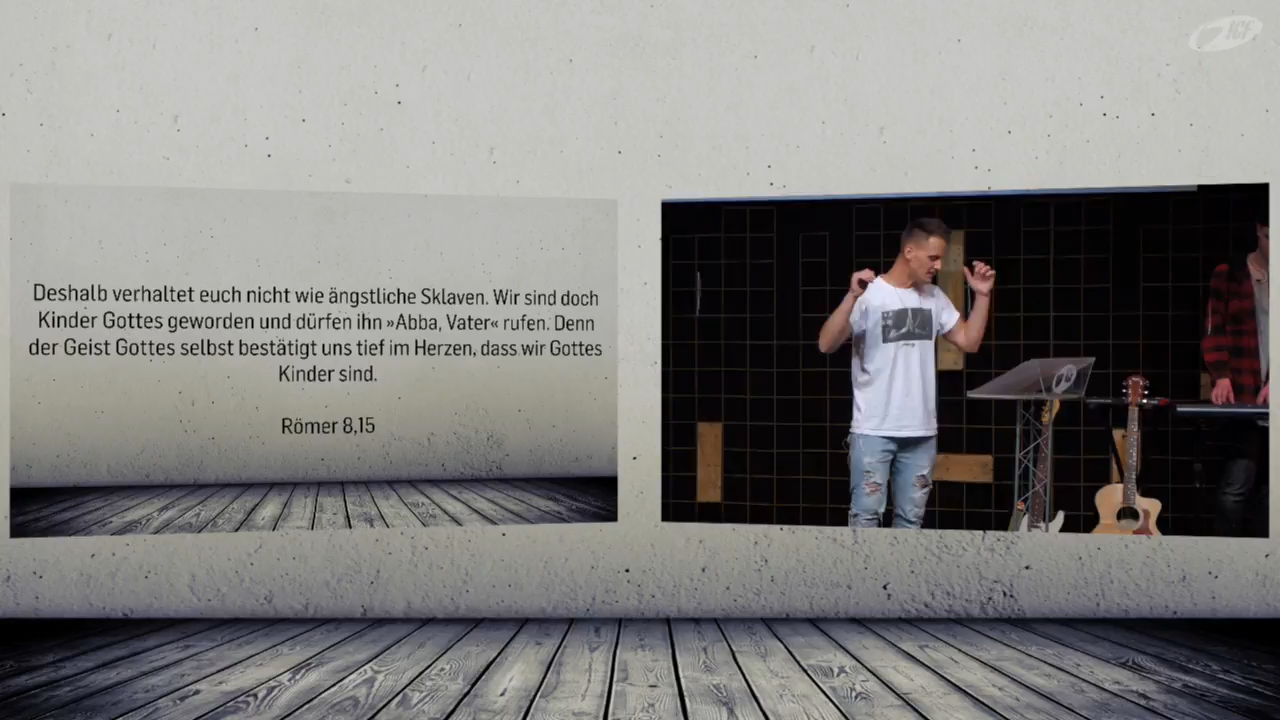 ICF
Deshalb verhaltet euch nicht wie ängstliche Sklaven. Wir sind doch
Kinder Gottes geworden und dürfen ihn »Abba, Vater« rufen. Denn
der Geist Gottes selbst bestätigt uns tief im Herzen, dass wir Gottes
Kinder sind.
Römer 8,15